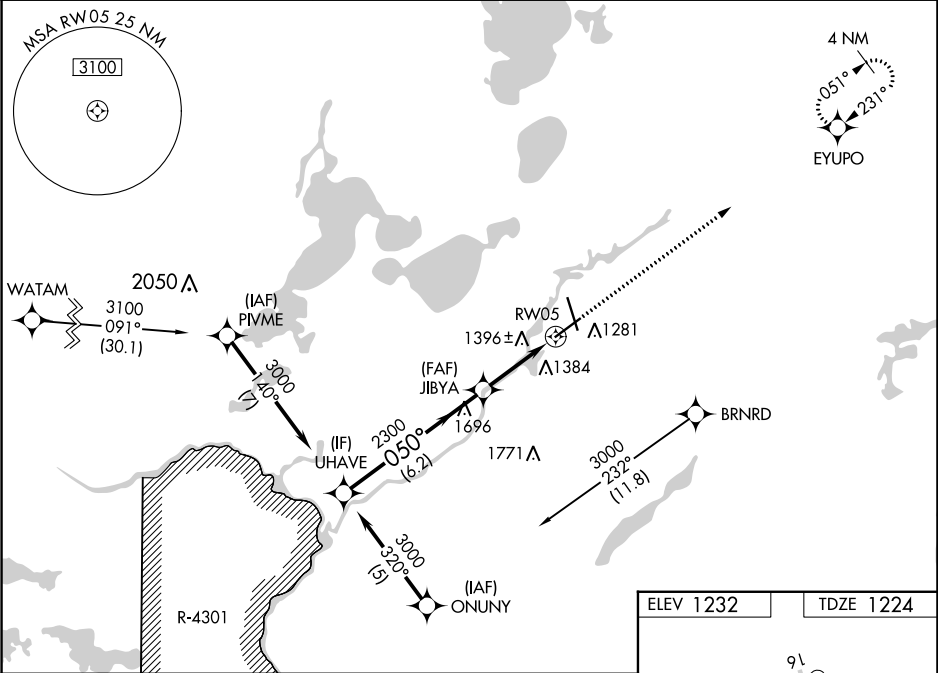 MSA RW05 25 NM
3100
4 NM
051°
231°
EYUPO
WATAM
2050
3100
091°
(30.1)
(IAF)
PIVME
RW05
1396±
1281
1384
3000
140°
(7)
(FAF)
JIBYA
1696
BRNRD
(IF)
UHAVE
2300
050°
(6.2)
1771
3000
232°
(11.8)
3000
320°
(5)
(IAF)
ONUNY
R-4301
ELEV 1232
TDZE 1224
16